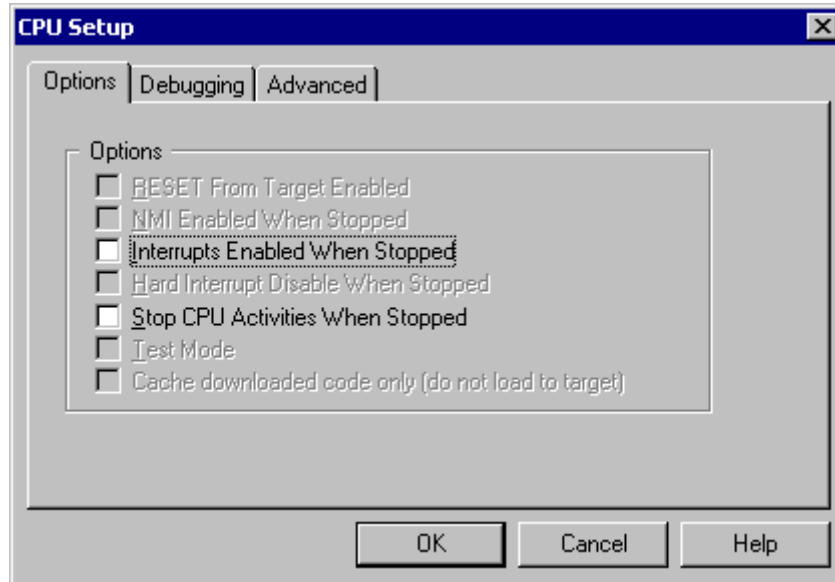 CPU Setup
Options Debugging Advanced
Options
RESET From Target Enabled
NMI Enabled When Stopped
Interrupts Enabled When Stopped
Hard Interrupt Disable When Stopped
Stop CPU Activities When Stopped
Test Mode
Cache downloaded code only (do not load to target)
OK Cancel Help